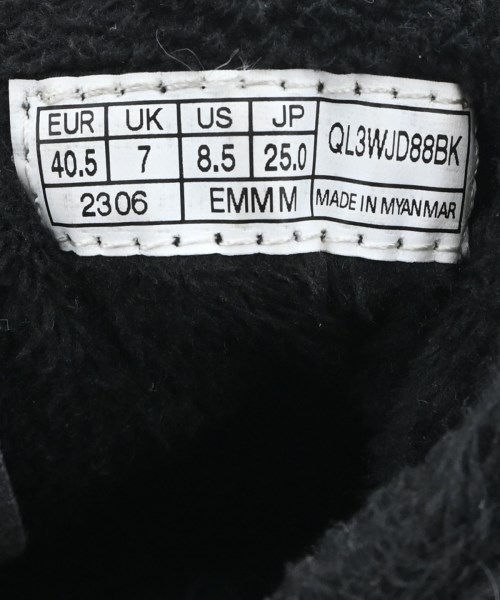 EUR UK US JP QL3WJD88BK
40.5 7 8.5 25.0
2306 EMMM MADE IN MYANMAR